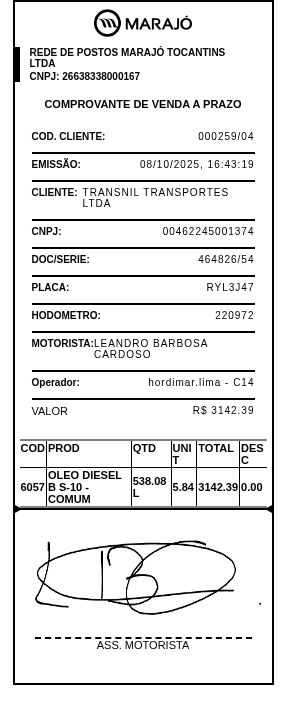 MARAJÓ
REDE DE POSTOS MARAJÓ TOCANTINS
LTDA
CNPJ: 26638338000167
COMPROVANTE DE VENDA A PRAZO
COD. CLIENTE: 000259/04
EMISSÃO: 08/10/2025, 16:43:19
CLIENTE: TRANSNIL TRANSPORTES
LTDA
CNPJ: 00462245001374
DOC/SERIE: 464826/54
PLACA: RYL3J47
HODOMETRO: 220972
MOTORISTA:LEANDRO BARBOSA
CARDOSO
Operador: hordimar.lima - C14
VALOR R$ 3142.39
COD PROD QTD UNI TOTAL DES
T C
OLEO DIESEL 538.08
6057 B S-10 - L 5.84 3142.39 0.00
COMUM
ASS. MOTORISTA